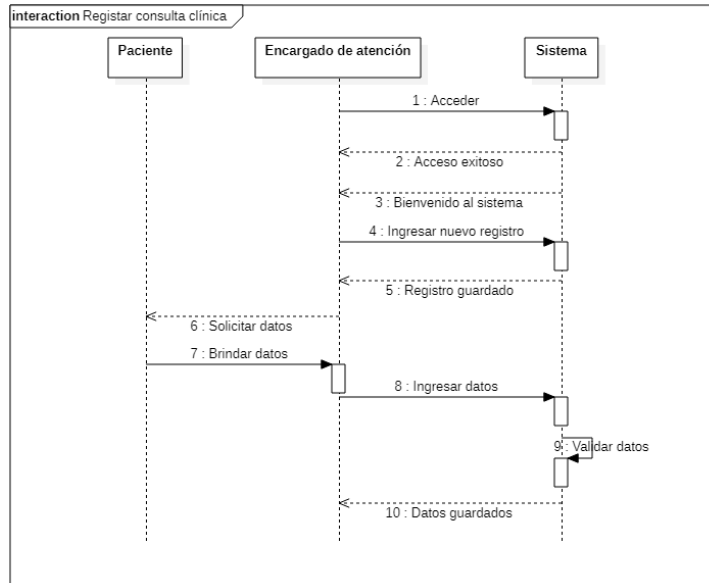 interaction Registar consulta clínica
Paciente
Encargado de atención
Sistema
1 : Acceder
2 : Acceso exitoso
3 : Bienvenido al sistema
4 : Ingresar nuevo registro
5 : Registro guardado
6 : Solicitar datos
7 : Brindar datos
8 : Ingresar datos
9 : Validar datos
10 : Datos guardados